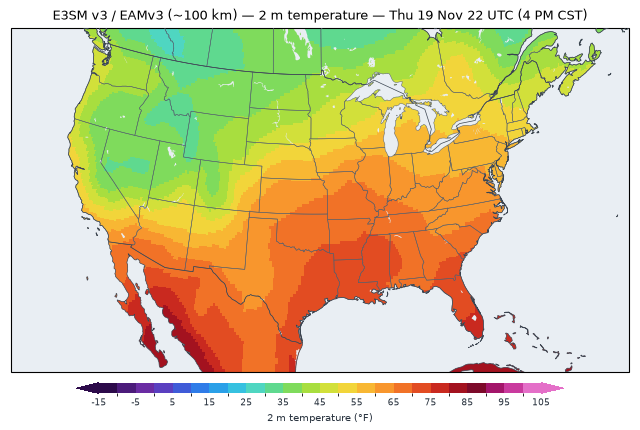 E3SM v3 / EAMv3 (~100 km) — 2 m temperature — Thu 19 Nov 22 UTC (4 PM CST)
-15 -5 5 15 25 35 45 55 65 75 85 95 105
2 m temperature (°F)